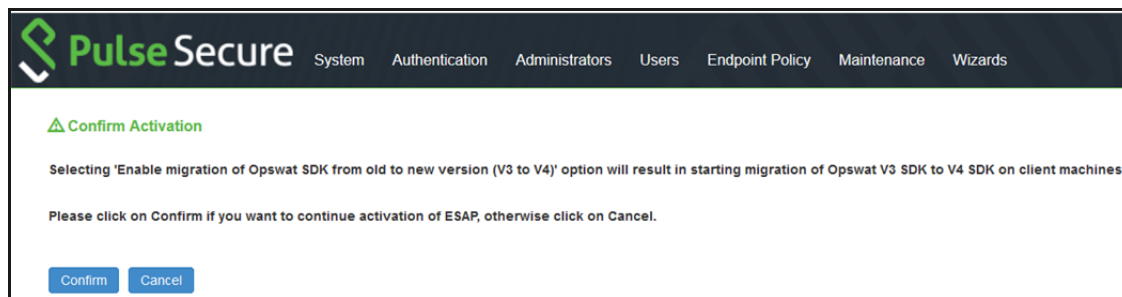 Pulse Secure System Authentication Administrators Users Endpoint Policy Maintenance Wizards
Confirm Activation
Selecting 'Enable migration of Opswat SDK from old to new version (V3 to V4)' option will result in starting migration of Opswat V3 SDK to V4 SDK on client machines
Please click on Confirm if you want to continue activation of ESAP, otherwise click on Cancel.
Confirm Cancel